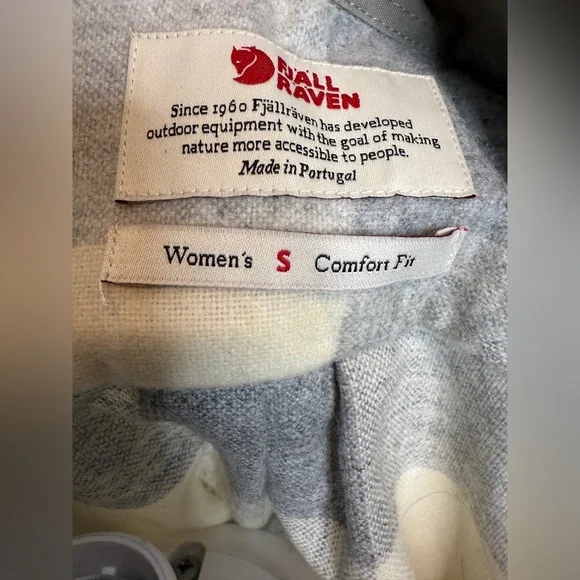 FJÄLL
RÄVEN
Since 1960 Fjällräven has developed
outdoor equipment with the goal of making
nature more accessible to people.
Made in Portugal
Women's S Comfort Fit